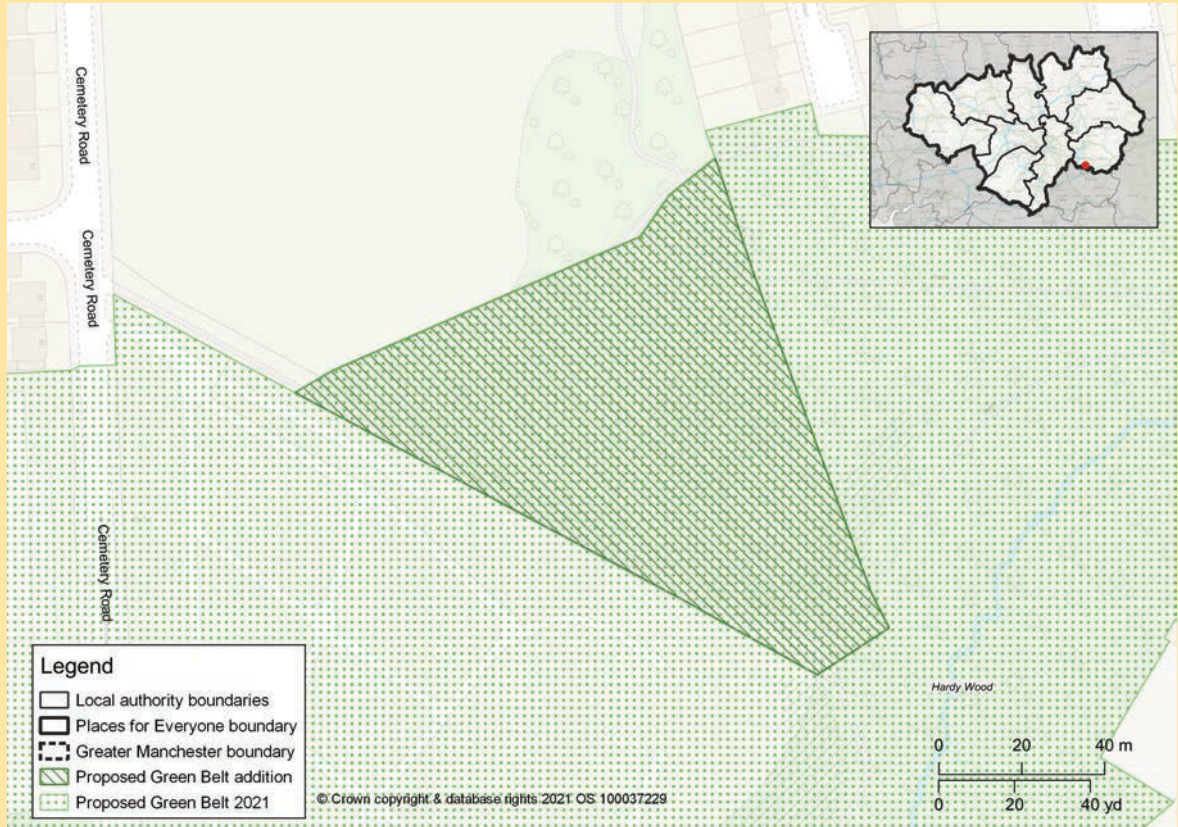 Cemetery Road
Cemetery Road
Cemetery Road
Hardy Wood
Legend
Local authority boundaries
Places for Everyone boundary
Greater Manchester boundary
Proposed Green Belt addition
Proposed Green Belt 2021
© Crown copyright & database rights 2021 OS 100037229
0 20 40 m
0 20 40 yd